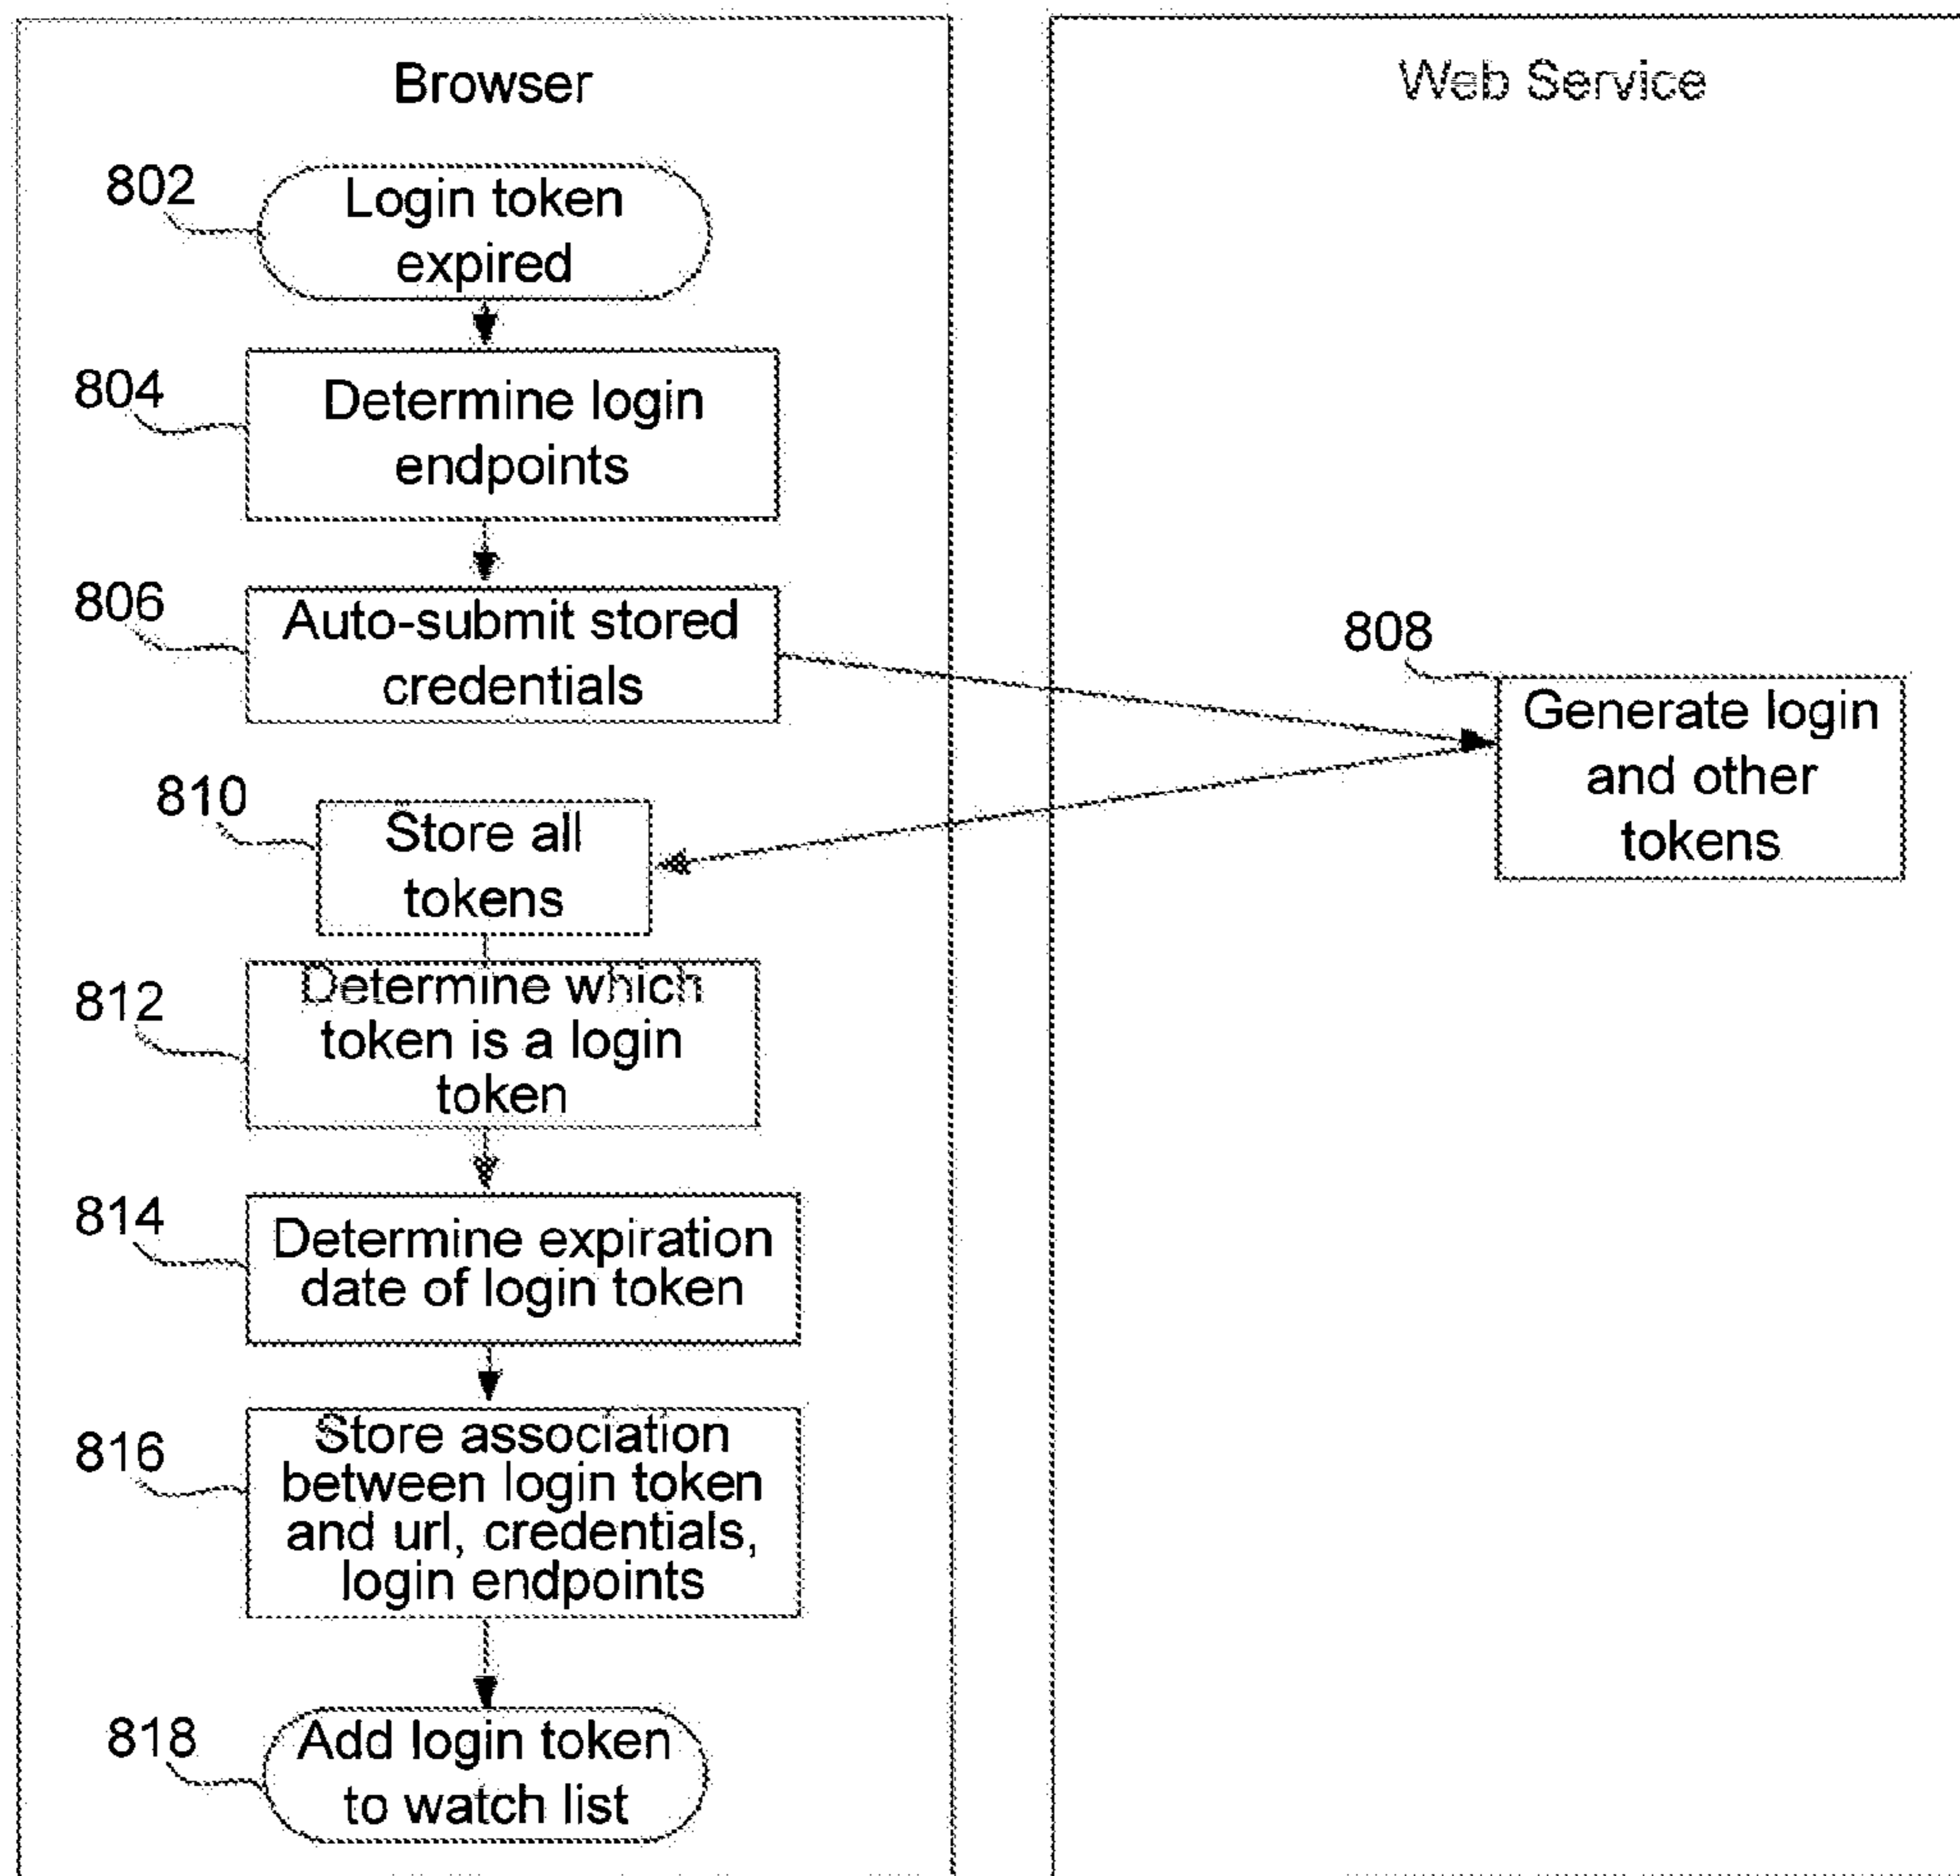 Browser
Web Service
802
Login token
expired
804
Determine login
endpoints
806
Auto-submit stored
credentials
808
Generate login
and other
tokens
810
Store all
tokens
812
Determine which
token is a login
token
814
Determine expiration
date of login token
816
Store association
between login token
and url, credentials,
login endpoints
818
Add login token
to watch list